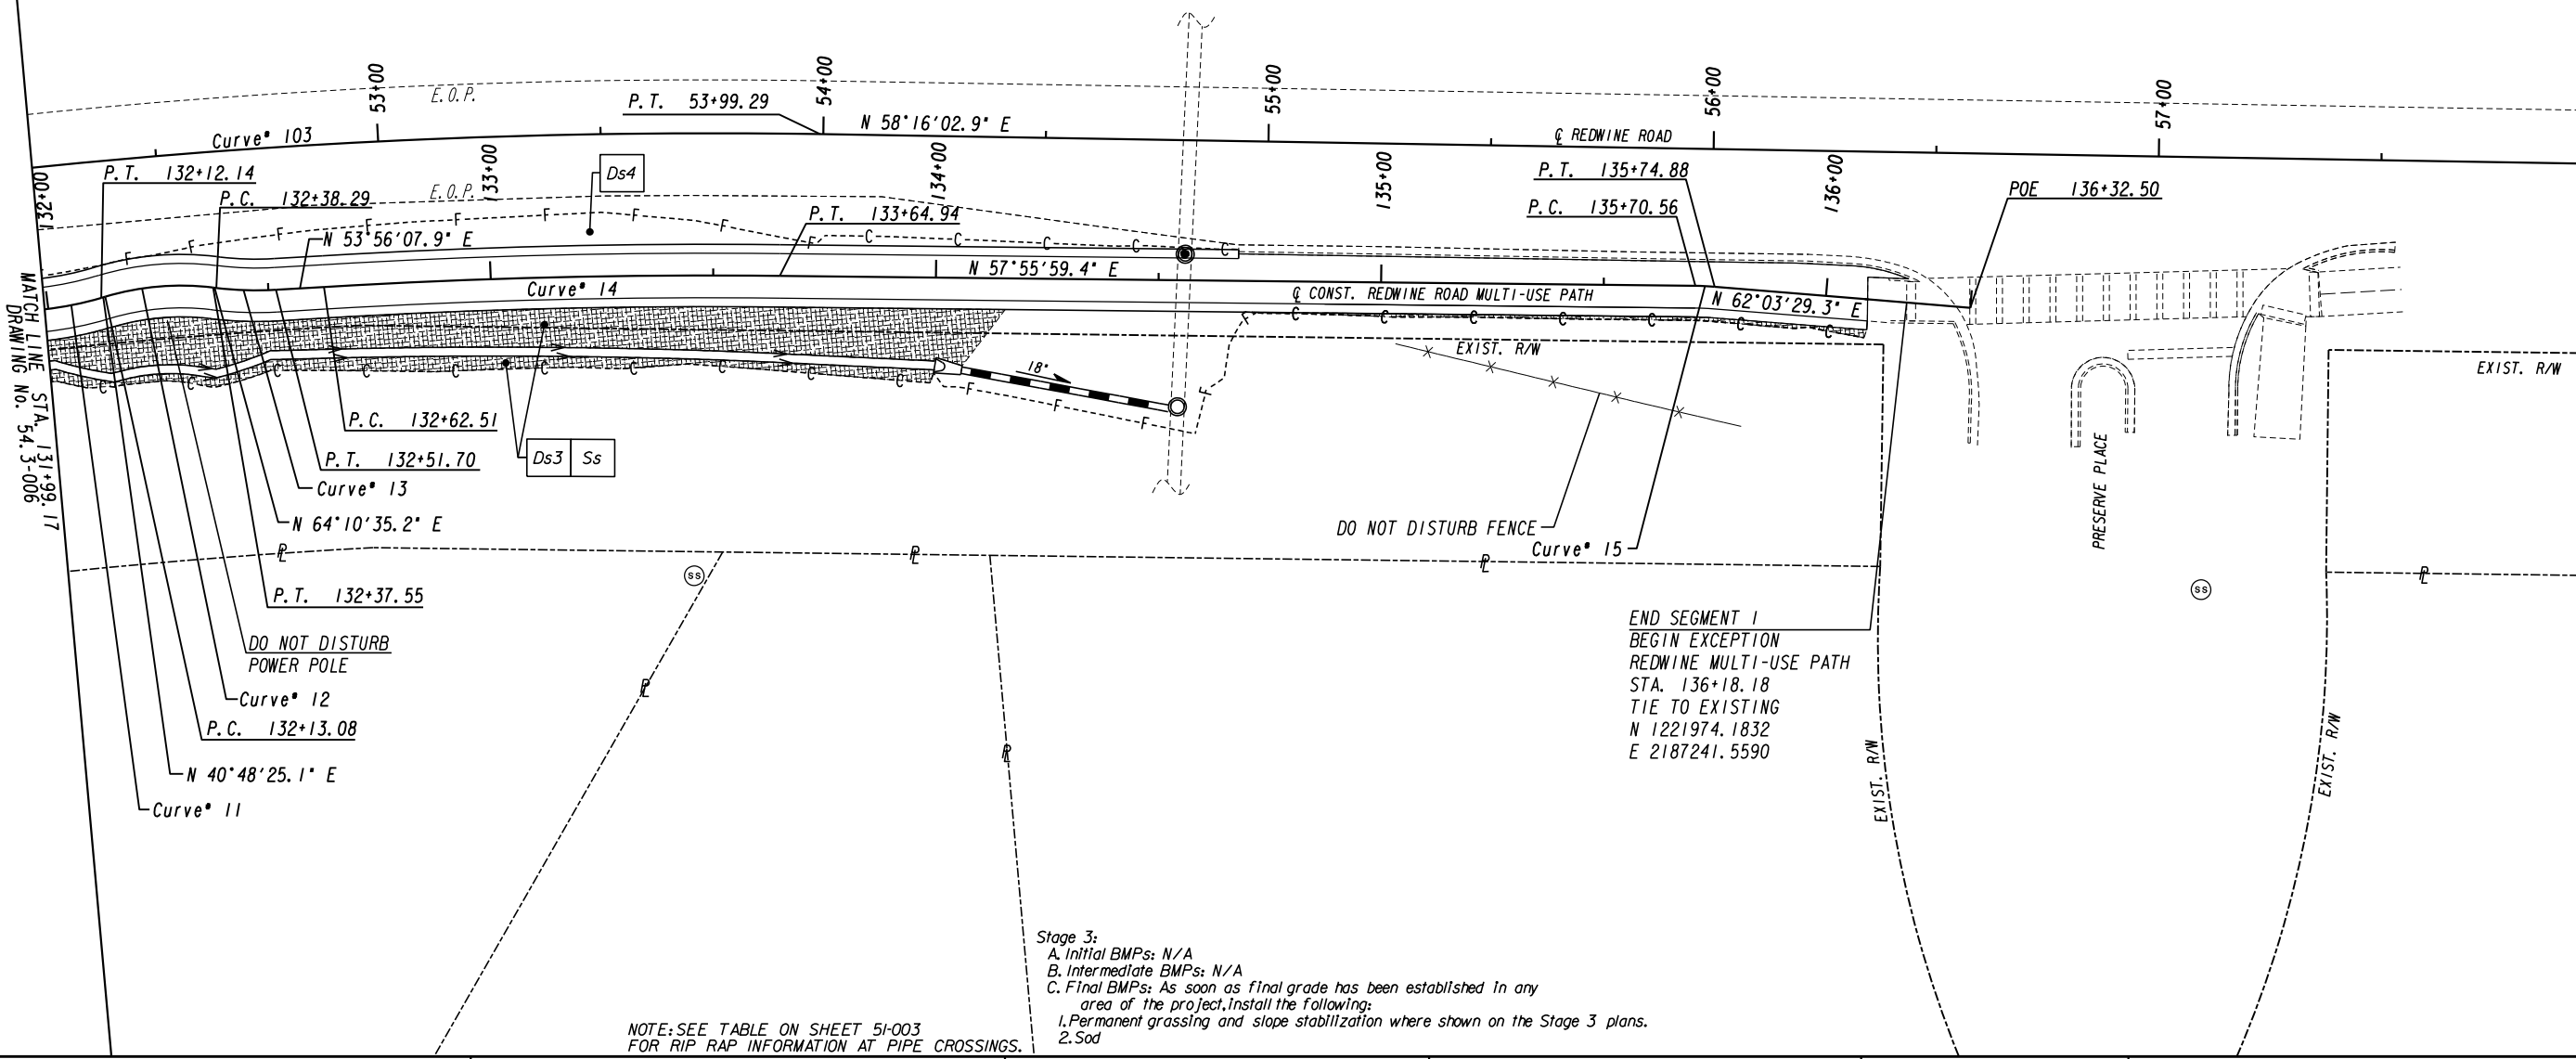 53+00
54+00
55+00
56+00
57+00
E.O.P.
P.T. 53+99.29
N 58°16'02.9" E
Curve# 103
℄ REDWINE ROAD
132+00
P.T. 132+12.14
P.C. 132+38.29
E.O.P.
133+00
Ds4
134+00
P.T. 133+64.94
135+00
P.T. 135+74.88
P.C. 135+70.56
136+00
POE 136+32.50
F F F F F F F F F C C C C C
N 53°56'07.9" E
N 57°55'59.4" E
Curve# 14
℄ CONST. REDWINE ROAD MULTI-USE PATH
N 62°03'29.3" E
C C C C C C C
EXIST. R/W
EXIST. R/W
18"
C C C C C C C C C C
F F F F F
MATCH LINE STA. 131+99.17
DRAWING No. 54.3-006
P.C. 132+62.51
Ds3 Ss
P.T. 132+51.70
Curve# 13
N 64°10'35.2" E
DO NOT DISTURB FENCE
Curve# 15
PRESERVE PLACE
℄
P̲L
SS
SS
P.T. 132+37.55
DO NOT DISTURB
POWER POLE
Curve# 12
P.C. 132+13.08
N 40°48'25.1" E
Curve# 11
END SEGMENT 1
BEGIN EXCEPTION
REDWINE MULTI-USE PATH
STA. 136+18.18
TIE TO EXISTING
N 1221974.1832
E 2187241.5590
EXIST. R/W
EXIST. R/W
Stage 3:
A. Initial BMPs: N/A
B. Intermediate BMPs: N/A
C. Final BMPs: As soon as final grade has been established in any
area of the project, install the following:
1. Permanent grassing and slope stabilization where shown on the Stage 3 plans.
2. Sod
NOTE: SEE TABLE ON SHEET 51-003
FOR RIP RAP INFORMATION AT PIPE CROSSINGS.